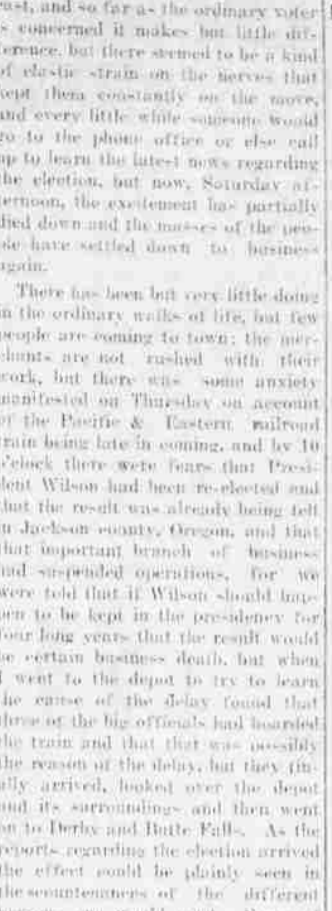 rast, and so far as the ordinary voter
s concerned it makes but little dif-
ference, but there seemed to be a kind
of elastic strain on the nerves that
kept them constantly on the move,
and every little while someone would
go to the phone office or else call
up to learn the latest news regarding
the election, but now, Saturday af-
ternoon, the excitement has partially
died down and the masses of the peo-
ple have settled down to business
again.
There has been but very little doing
in the ordinary walks of life, but few
people are coming to town; the mer-
chants are not rushed with their
work, but there was some anxiety
manifested on Thursday on account
of the Pacific & Eastern railroad
train being late in coming, and by 10
o'clock there were fears that Presi-
dent Wilson had been re-elected and
that the result was already being felt
in Jackson county, Oregon, and that
that important branch of business
had suspended operations, for we
were told that if Wilson should hap-
pen to be kept in the presidency for
four long years that the result would
be certain business death, but when
I went to the depot to try to learn
the cause of the delay found that
three of the big officials had boarded
the train and that that was possibly
the reason of the delay, but they fin-
ally arrived, looked over the depot
and its surroundings and then went
on to Derby and Butte Falls. As the
reports regarding the election arrived
the effect could be plainly seen in
the countenances of the different